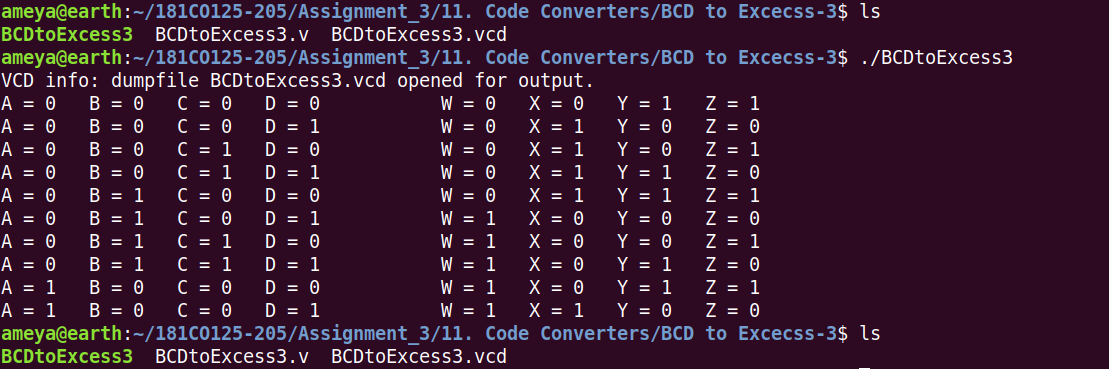 ameya@earth:~/181CO125-205/Assignment_3/11. Code Converters/BCD to Excecss-3$ ls
BCDtoExcess3  BCDtoExcess3.v  BCDtoExcess3.vcd
ameya@earth:~/181CO125-205/Assignment_3/11. Code Converters/BCD to Excecss-3$ ./BCDtoExcess3
VCD info: dumpfile BCDtoExcess3.vcd opened for output.
A = 0   B = 0   C = 0   D = 0           W = 0   X = 0   Y = 1   Z = 1
A = 0   B = 0   C = 0   D = 1           W = 0   X = 1   Y = 0   Z = 0
A = 0   B = 0   C = 1   D = 0           W = 0   X = 1   Y = 0   Z = 1
A = 0   B = 0   C = 1   D = 1           W = 0   X = 1   Y = 1   Z = 0
A = 0   B = 1   C = 0   D = 0           W = 0   X = 1   Y = 1   Z = 1
A = 0   B = 1   C = 0   D = 1           W = 1   X = 0   Y = 0   Z = 0
A = 0   B = 1   C = 1   D = 0           W = 1   X = 0   Y = 0   Z = 1
A = 0   B = 1   C = 1   D = 1           W = 1   X = 0   Y = 1   Z = 0
A = 1   B = 0   C = 0   D = 0           W = 1   X = 0   Y = 1   Z = 1
A = 1   B = 0   C = 0   D = 1           W = 1   X = 1   Y = 0   Z = 0
ameya@earth:~/181CO125-205/Assignment_3/11. Code Converters/BCD to Excecss-3$ ls
BCDtoExcess3  BCDtoExcess3.v  BCDtoExcess3.vcd